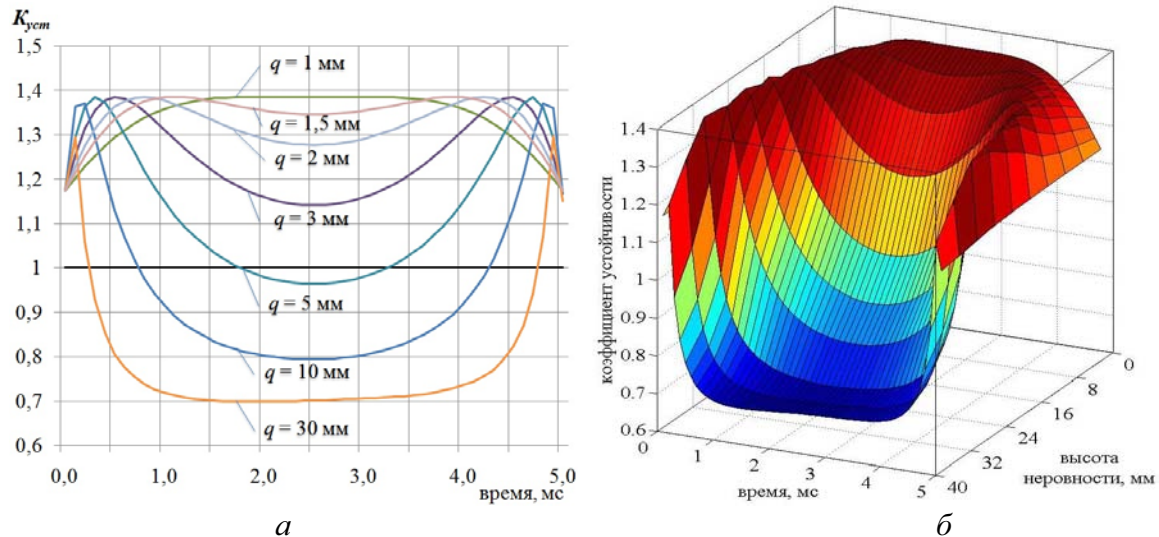 K_уст
1,5
1,4
1,3
1,2
1,1
1
0,9
0,8
0,7
0,6
q = 1 мм
q = 1,5 мм
q = 2 мм
q = 3 мм
q = 5 мм
q = 10 мм
q = 30 мм
0,0 1,0 2,0 3,0 4,0 5,0
время, мс
а
коэффициент устойчивости
1.4
1.3
1.2
1.1
1
0.9
0.8
0.7
0.6
0 1 2 3 4 5
время, мс
0
8
16
24
32
40
высота
неровности, мм
б